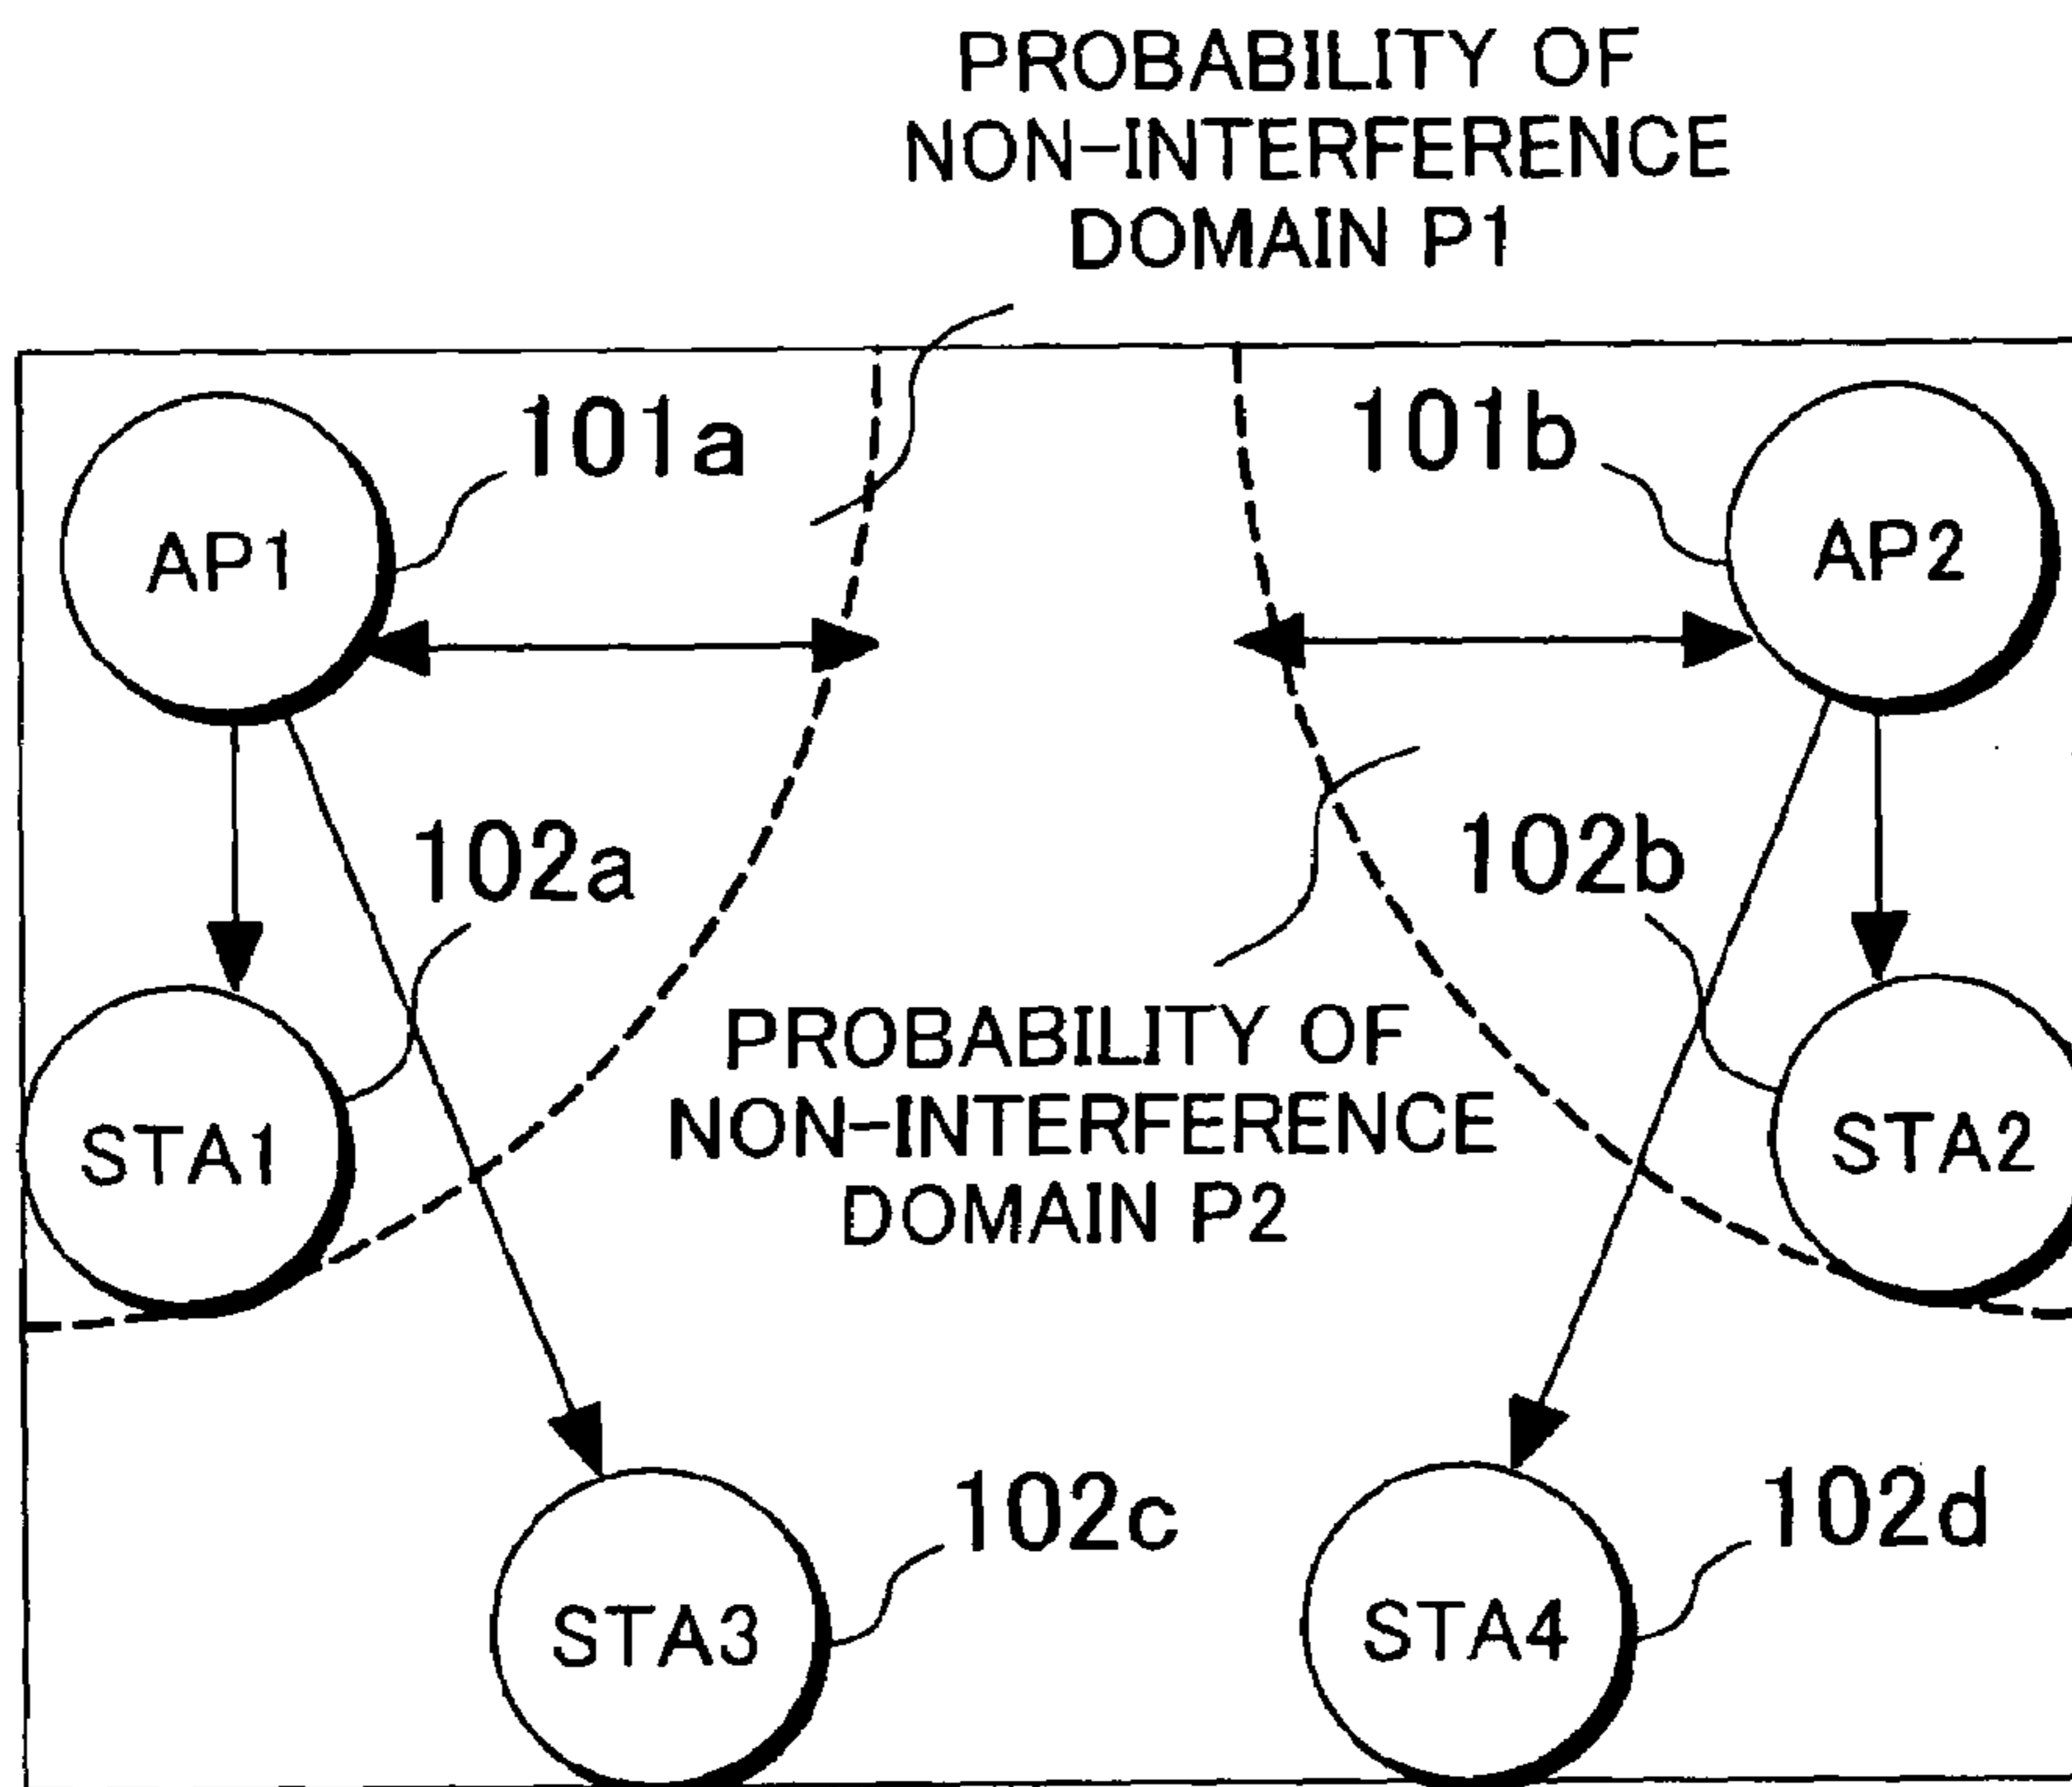 PROBABILITY OF
NON-INTERFERENCE
DOMAIN P1
101a
101b
AP1
AP2
102a
102b
PROBABILITY OF
NON-INTERFERENCE
DOMAIN P2
STA1
STA2
102c
102d
STA3
STA4